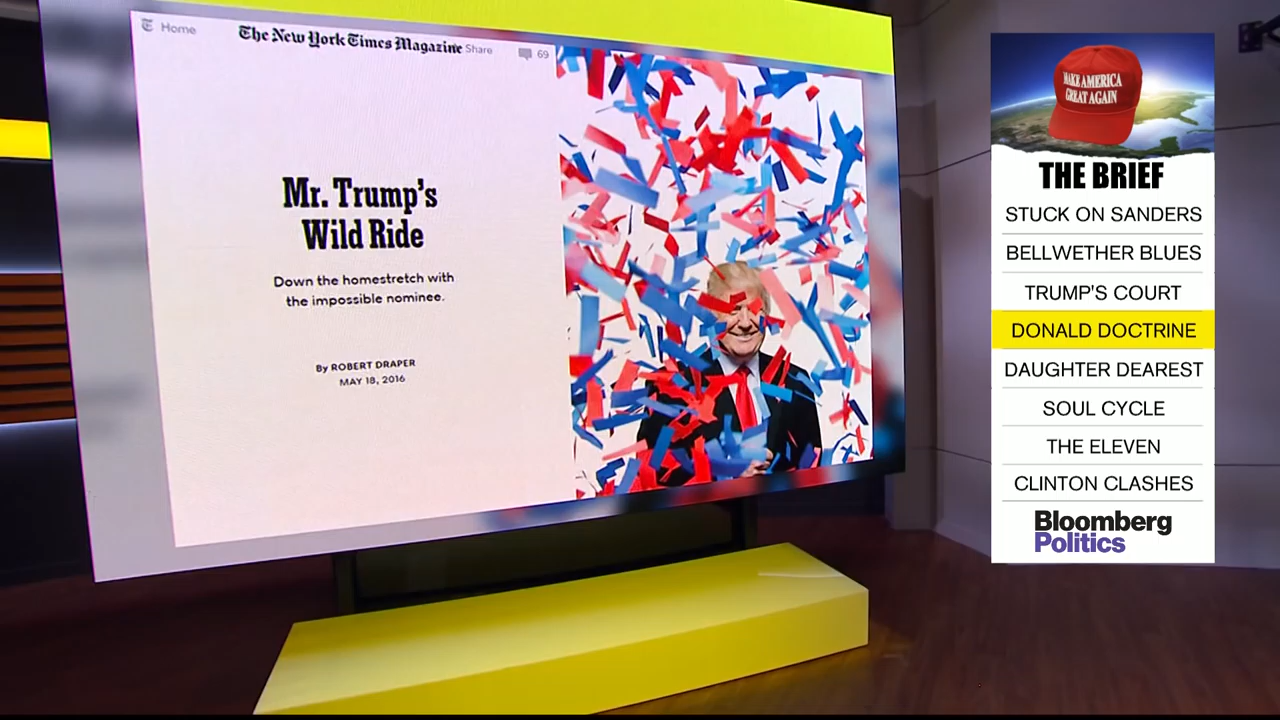 Home
The New York Times Magazine
Share
69
Mr. Trump's
Wild Ride
Down the homestretch with
the impossible nominee.
By ROBERT DRAPER
MAY 18, 2016
MAKE AMERICA
GREAT AGAIN
THE BRIEF
STUCK ON SANDERS
BELLWETHER BLUES
TRUMP'S COURT
DONALD DOCTRINE
DAUGHTER DEAREST
SOUL CYCLE
THE ELEVEN
CLINTON CLASHES
Bloomberg
Politics